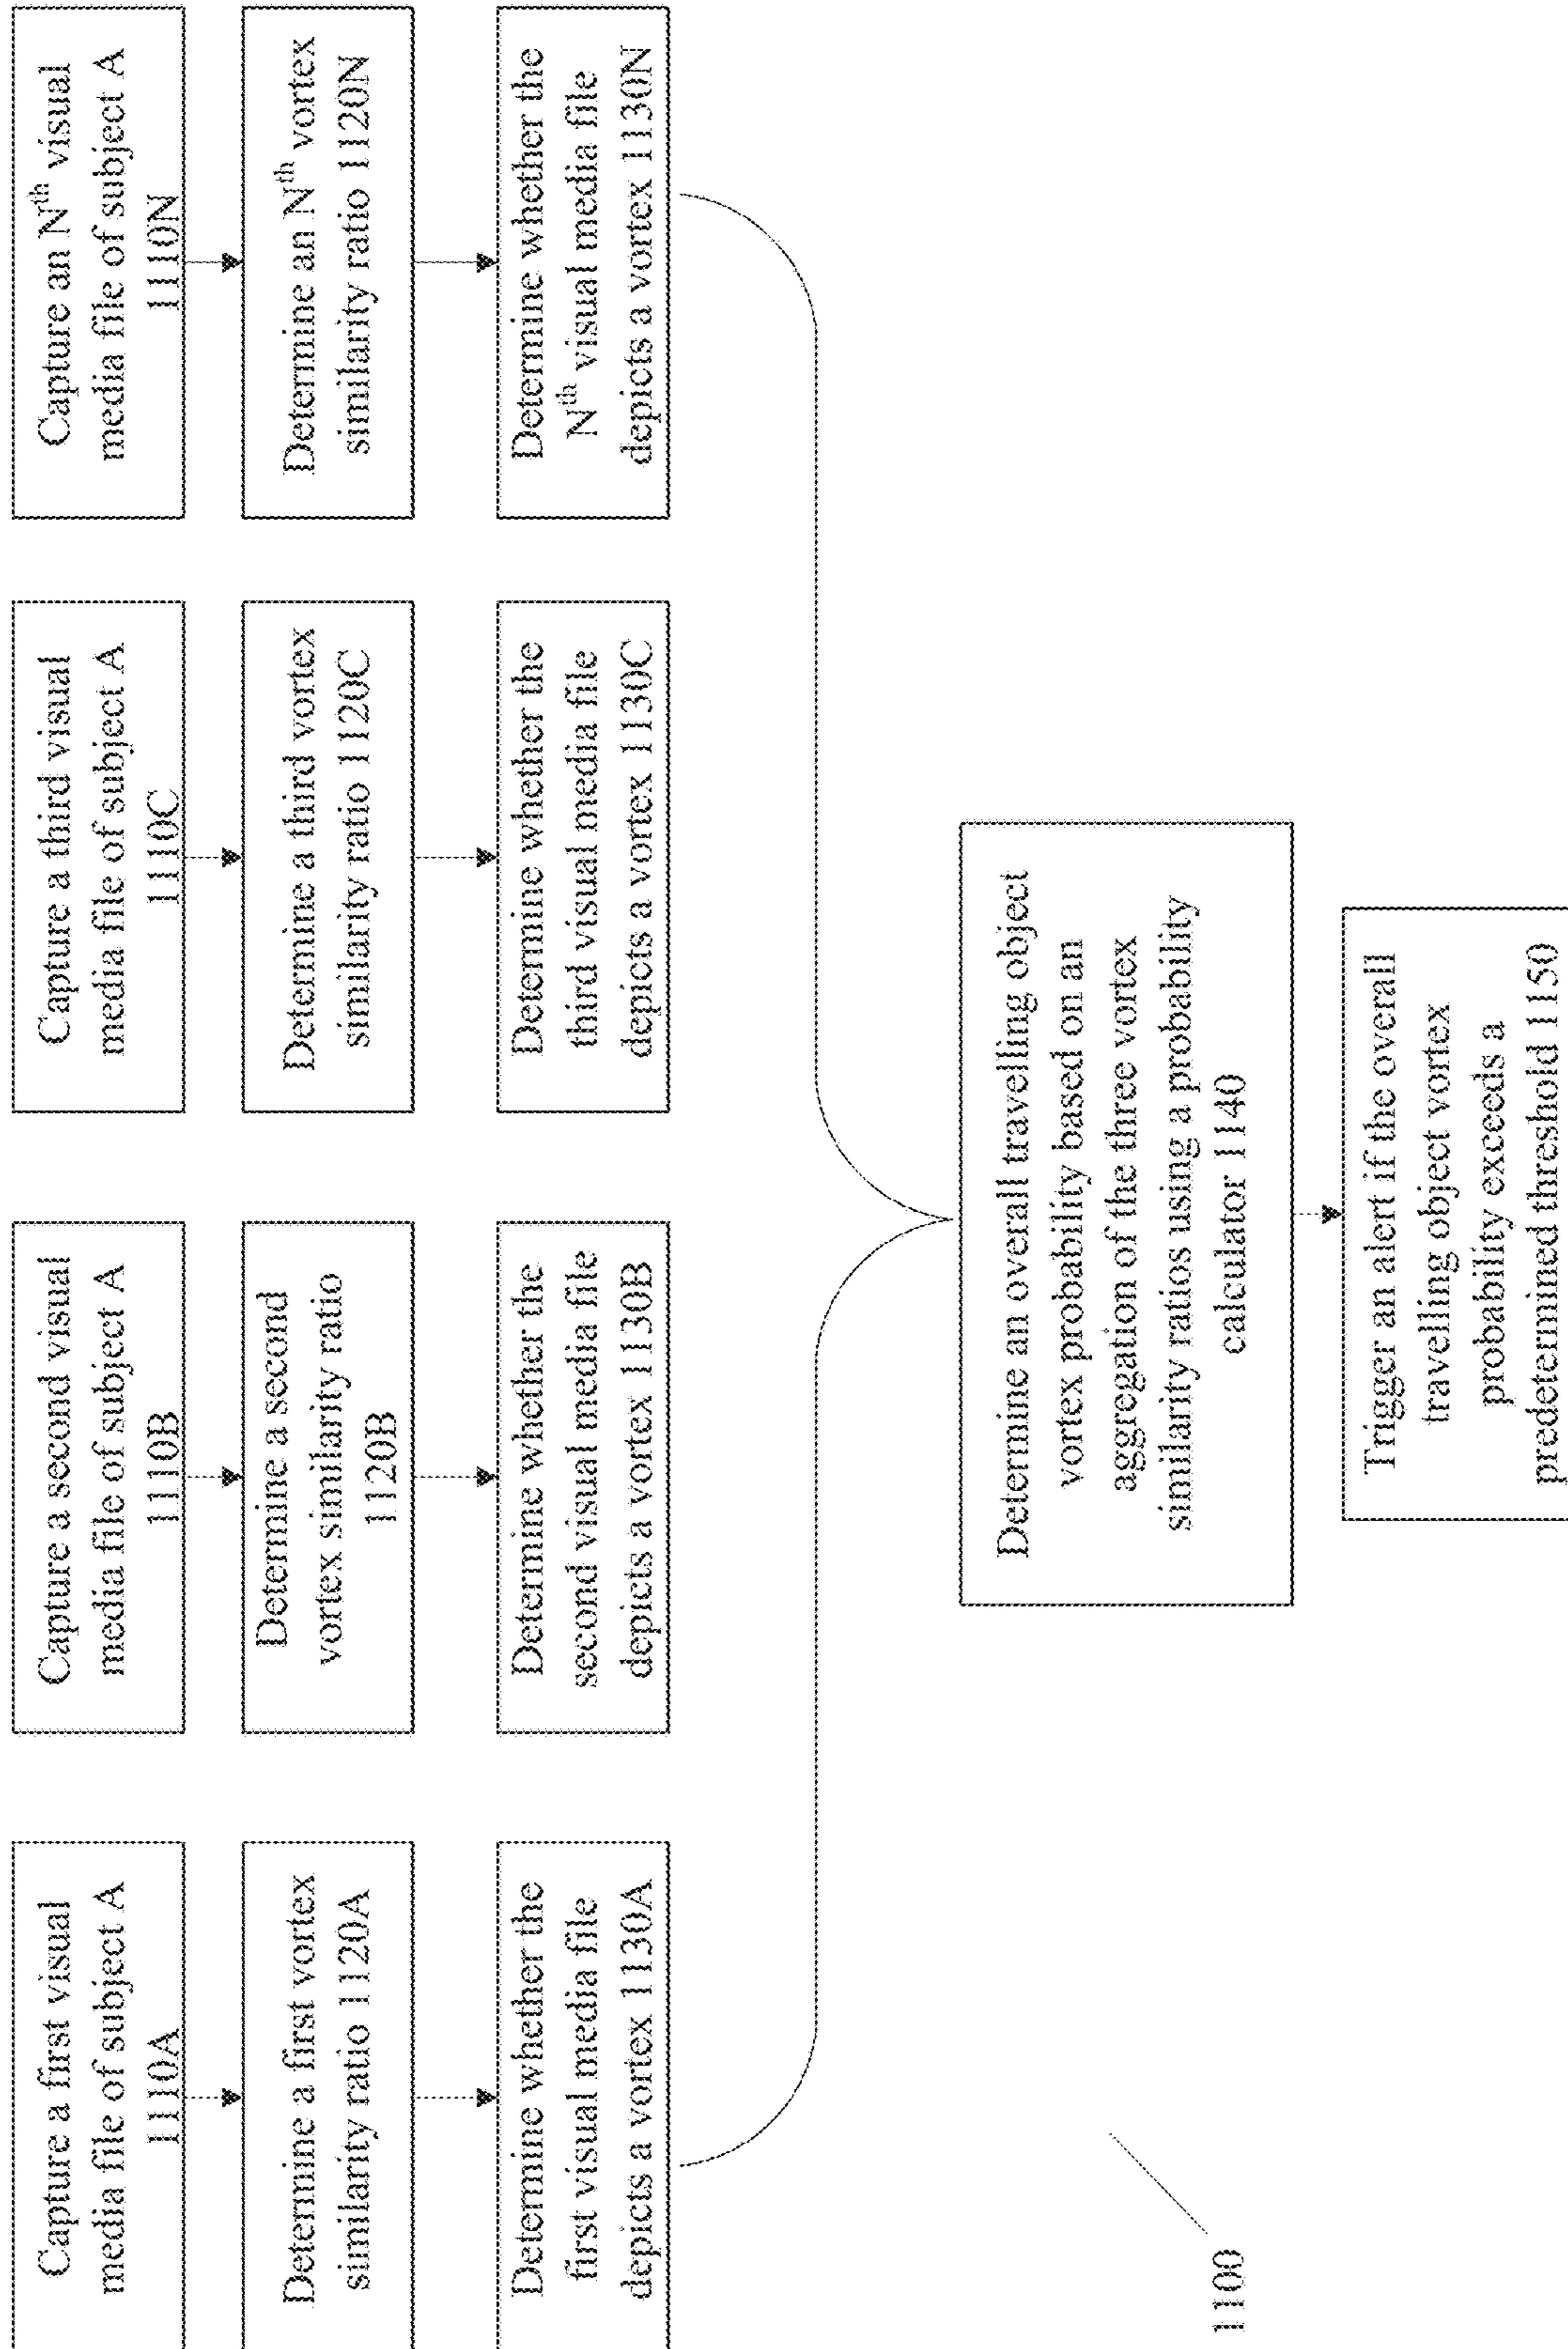 Capture a first visual
media file of subject A
1110A
Determine a first vortex
similarity ratio 1120A
Determine whether the
first visual media file
depicts a vortex 1130A
Capture a second visual
media file of subject A
1110B
Determine a second
vortex similarity ratio
1120B
Determine whether the
second visual media file
depicts a vortex 1130B
Capture a third visual
media file of subject A
1110C
Determine a third vortex
similarity ratio 1120C
Determine whether the
third visual media file
depicts a vortex 1130C
Capture an Nth visual
media file of subject A
1110N
Determine an Nth vortex
similarity ratio 1120N
Determine whether the
Nth visual media file
depicts a vortex 1130N
Determine an overall travelling object
vortex probability based on an
aggregation of the three vortex
similarity ratios using a probability
calculator 1140
Trigger an alert if the overall
travelling object vortex
probability exceeds a
predetermined threshold 1150
1100